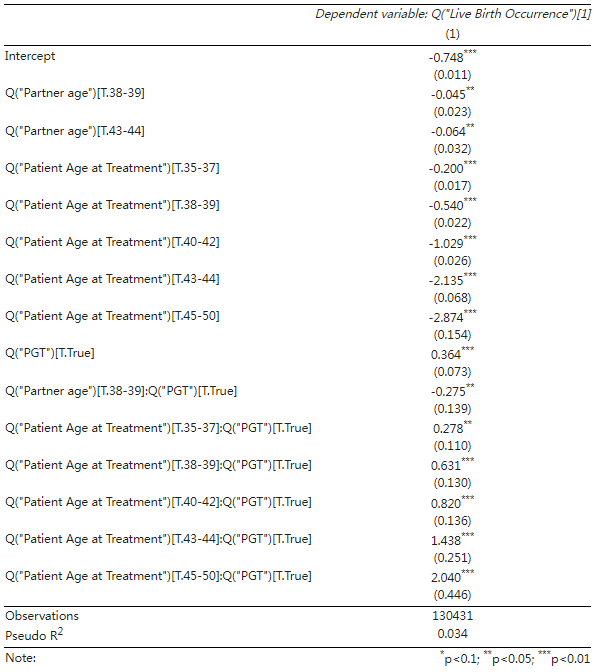 Dependent variable: Q("Live Birth Occurrence")[1]
(1)
Intercept -0.748***
(0.011)
Q("Partner age")[T.38-39] -0.045**
(0.023)
Q("Partner age")[T.43-44] -0.064**
(0.032)
Q("Patient Age at Treatment")[T.35-37] -0.200***
(0.017)
Q("Patient Age at Treatment")[T.38-39] -0.540***
(0.022)
Q("Patient Age at Treatment")[T.40-42] -1.029***
(0.026)
Q("Patient Age at Treatment")[T.43-44] -2.135***
(0.068)
Q("Patient Age at Treatment")[T.45-50] -2.874***
(0.154)
Q("PGT")[T.True] 0.364***
(0.073)
Q("Partner age")[T.38-39]:Q("PGT")[T.True] -0.275**
(0.139)
Q("Patient Age at Treatment")[T.35-37]:Q("PGT")[T.True] 0.278**
(0.110)
Q("Patient Age at Treatment")[T.38-39]:Q("PGT")[T.True] 0.631***
(0.130)
Q("Patient Age at Treatment")[T.40-42]:Q("PGT")[T.True] 0.820***
(0.136)
Q("Patient Age at Treatment")[T.43-44]:Q("PGT")[T.True] 1.438***
(0.251)
Q("Patient Age at Treatment")[T.45-50]:Q("PGT")[T.True] 2.040***
(0.446)
Observations 130431
Pseudo R2 0.034
Note: *p<0.1; **p<0.05; ***p<0.01